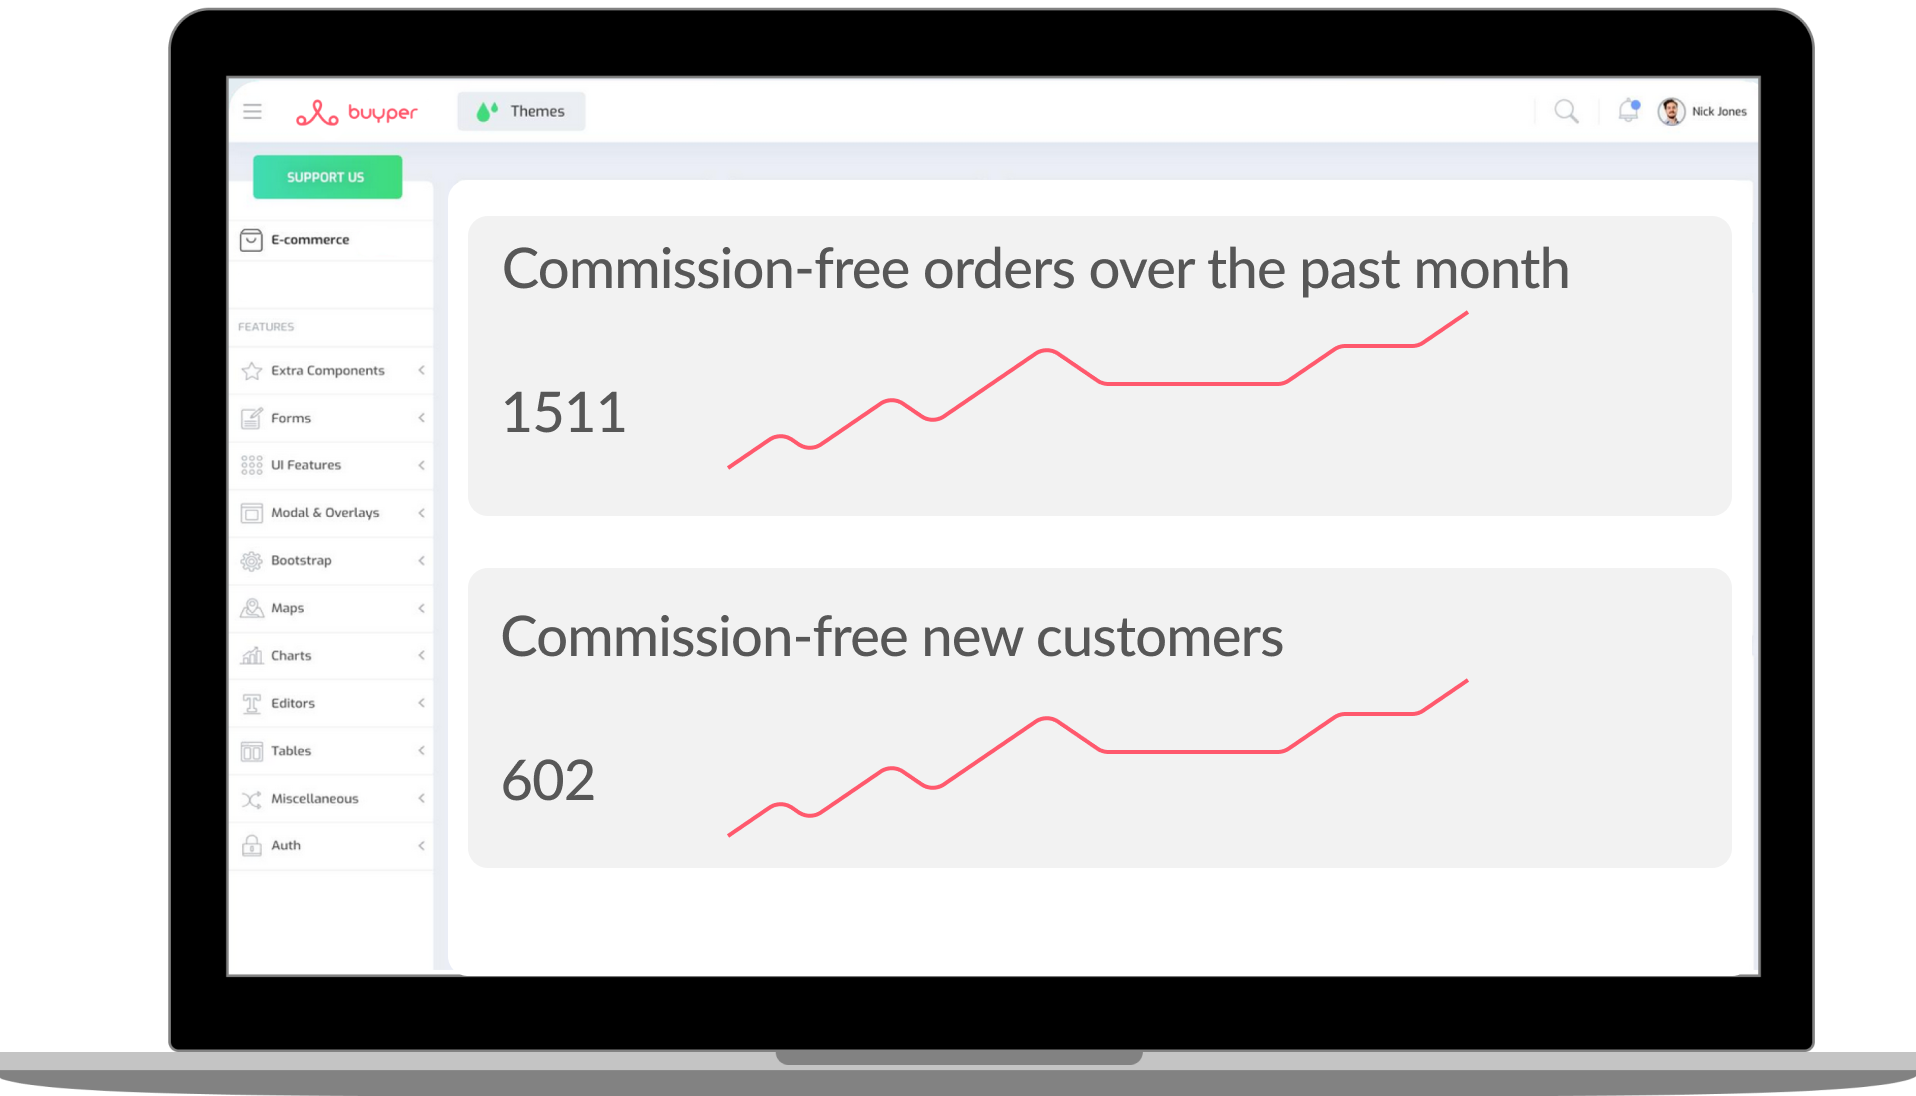 buyper
Themes
Nick Jones
SUPPORT US
E-commerce
FEATURES
Extra Components
Forms
UI Features
Modal & Overlays
Bootstrap
Maps
Charts
Editors
Tables
Miscellaneous
Auth
Commission-free orders over the past month
1511
Commission-free new customers
602